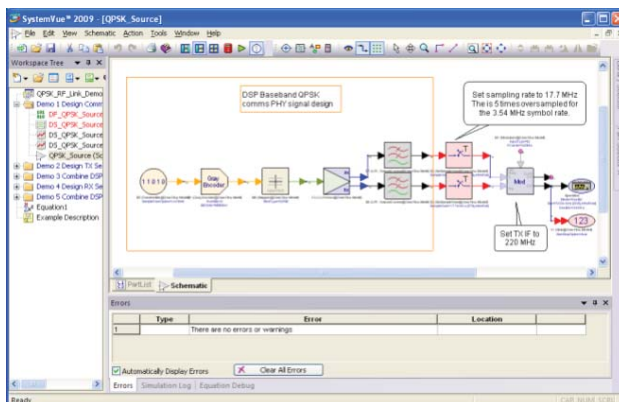 SystemVue™ 2009 - [QPSK_Source]
File Edit View Schematic Action Tools Window Help
Workspace Tree
QPSK_RF_Link_Demo
Demo 1 Design Comm
DP_QPSK_Source
DS_QPSK_Source
DS_QPSK_Source
QPSK_Source (Sc
Demo 2 Design TX Se
Demo 3 Combine DSP
Demo 4 Design RX Se
Demo 5 Combine DSP
Equation1
Example Description
DSP Baseband QPSK
comms PHY signal design
Set sampling rate to 17.7 MHz
The is 5 times oversampled for
the 3.54 MHz symbol rate.
11010
Gray
Encoder
T
T
Mod
123
Set TX IF to
220 MHz
PartList Schematic
Errors
Type Error Location
1 There are no errors or warnings
Automatically Display Errors Clear All Errors
Errors Simulation Log Equation Debug
Ready CAP NUM SCRL